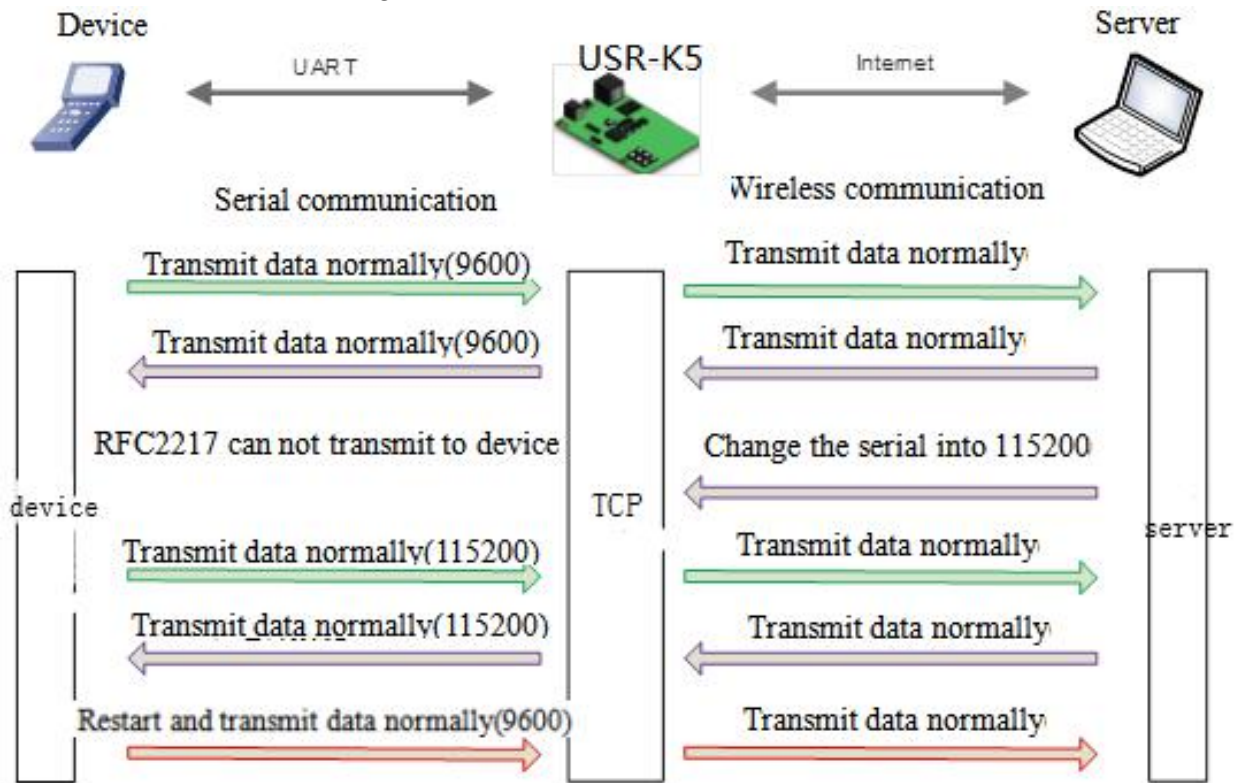 Device
Server
USR-K5
UART
Internet
Serial communication
Wireless communication
Transmit data normally(9600)
Transmit data normally
Transmit data normally(9600)
Transmit data normally
RFC2217 can not transmit to device
Change the serial into 115200
device
TCP
server
Transmit data normally(115200)
Transmit data normally
Transmit data normally(115200)
Transmit data normally
Restart and transmit data normally(9600)
Transmit data normally